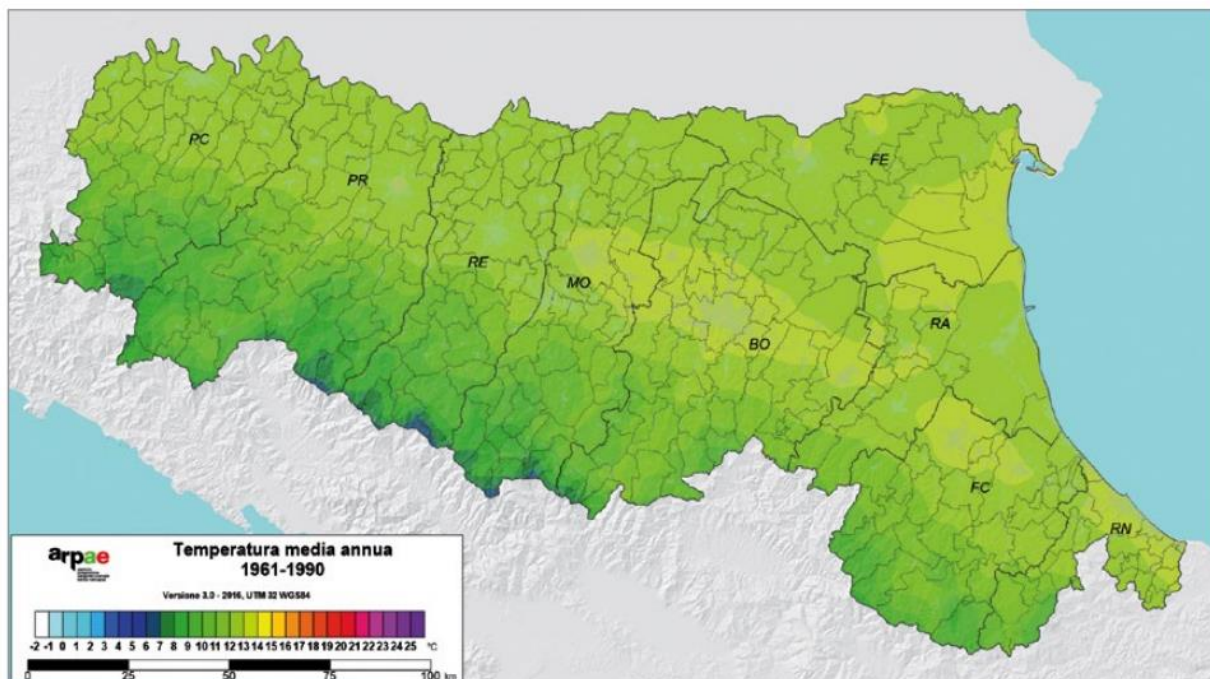 PC
PR
FE
RE
MO
BO
RA
FC
RN
arpae
Temperatura media annua
1961-1990
Versione 3.0 - 2016, UTM 32 WGS84
-2 -1 0 1 2 3 4 5 6 7 8 9 10 11 12 13 14 15 16 17 18 19 20 21 22 23 24 25 °C
0 25 50 75 100 km